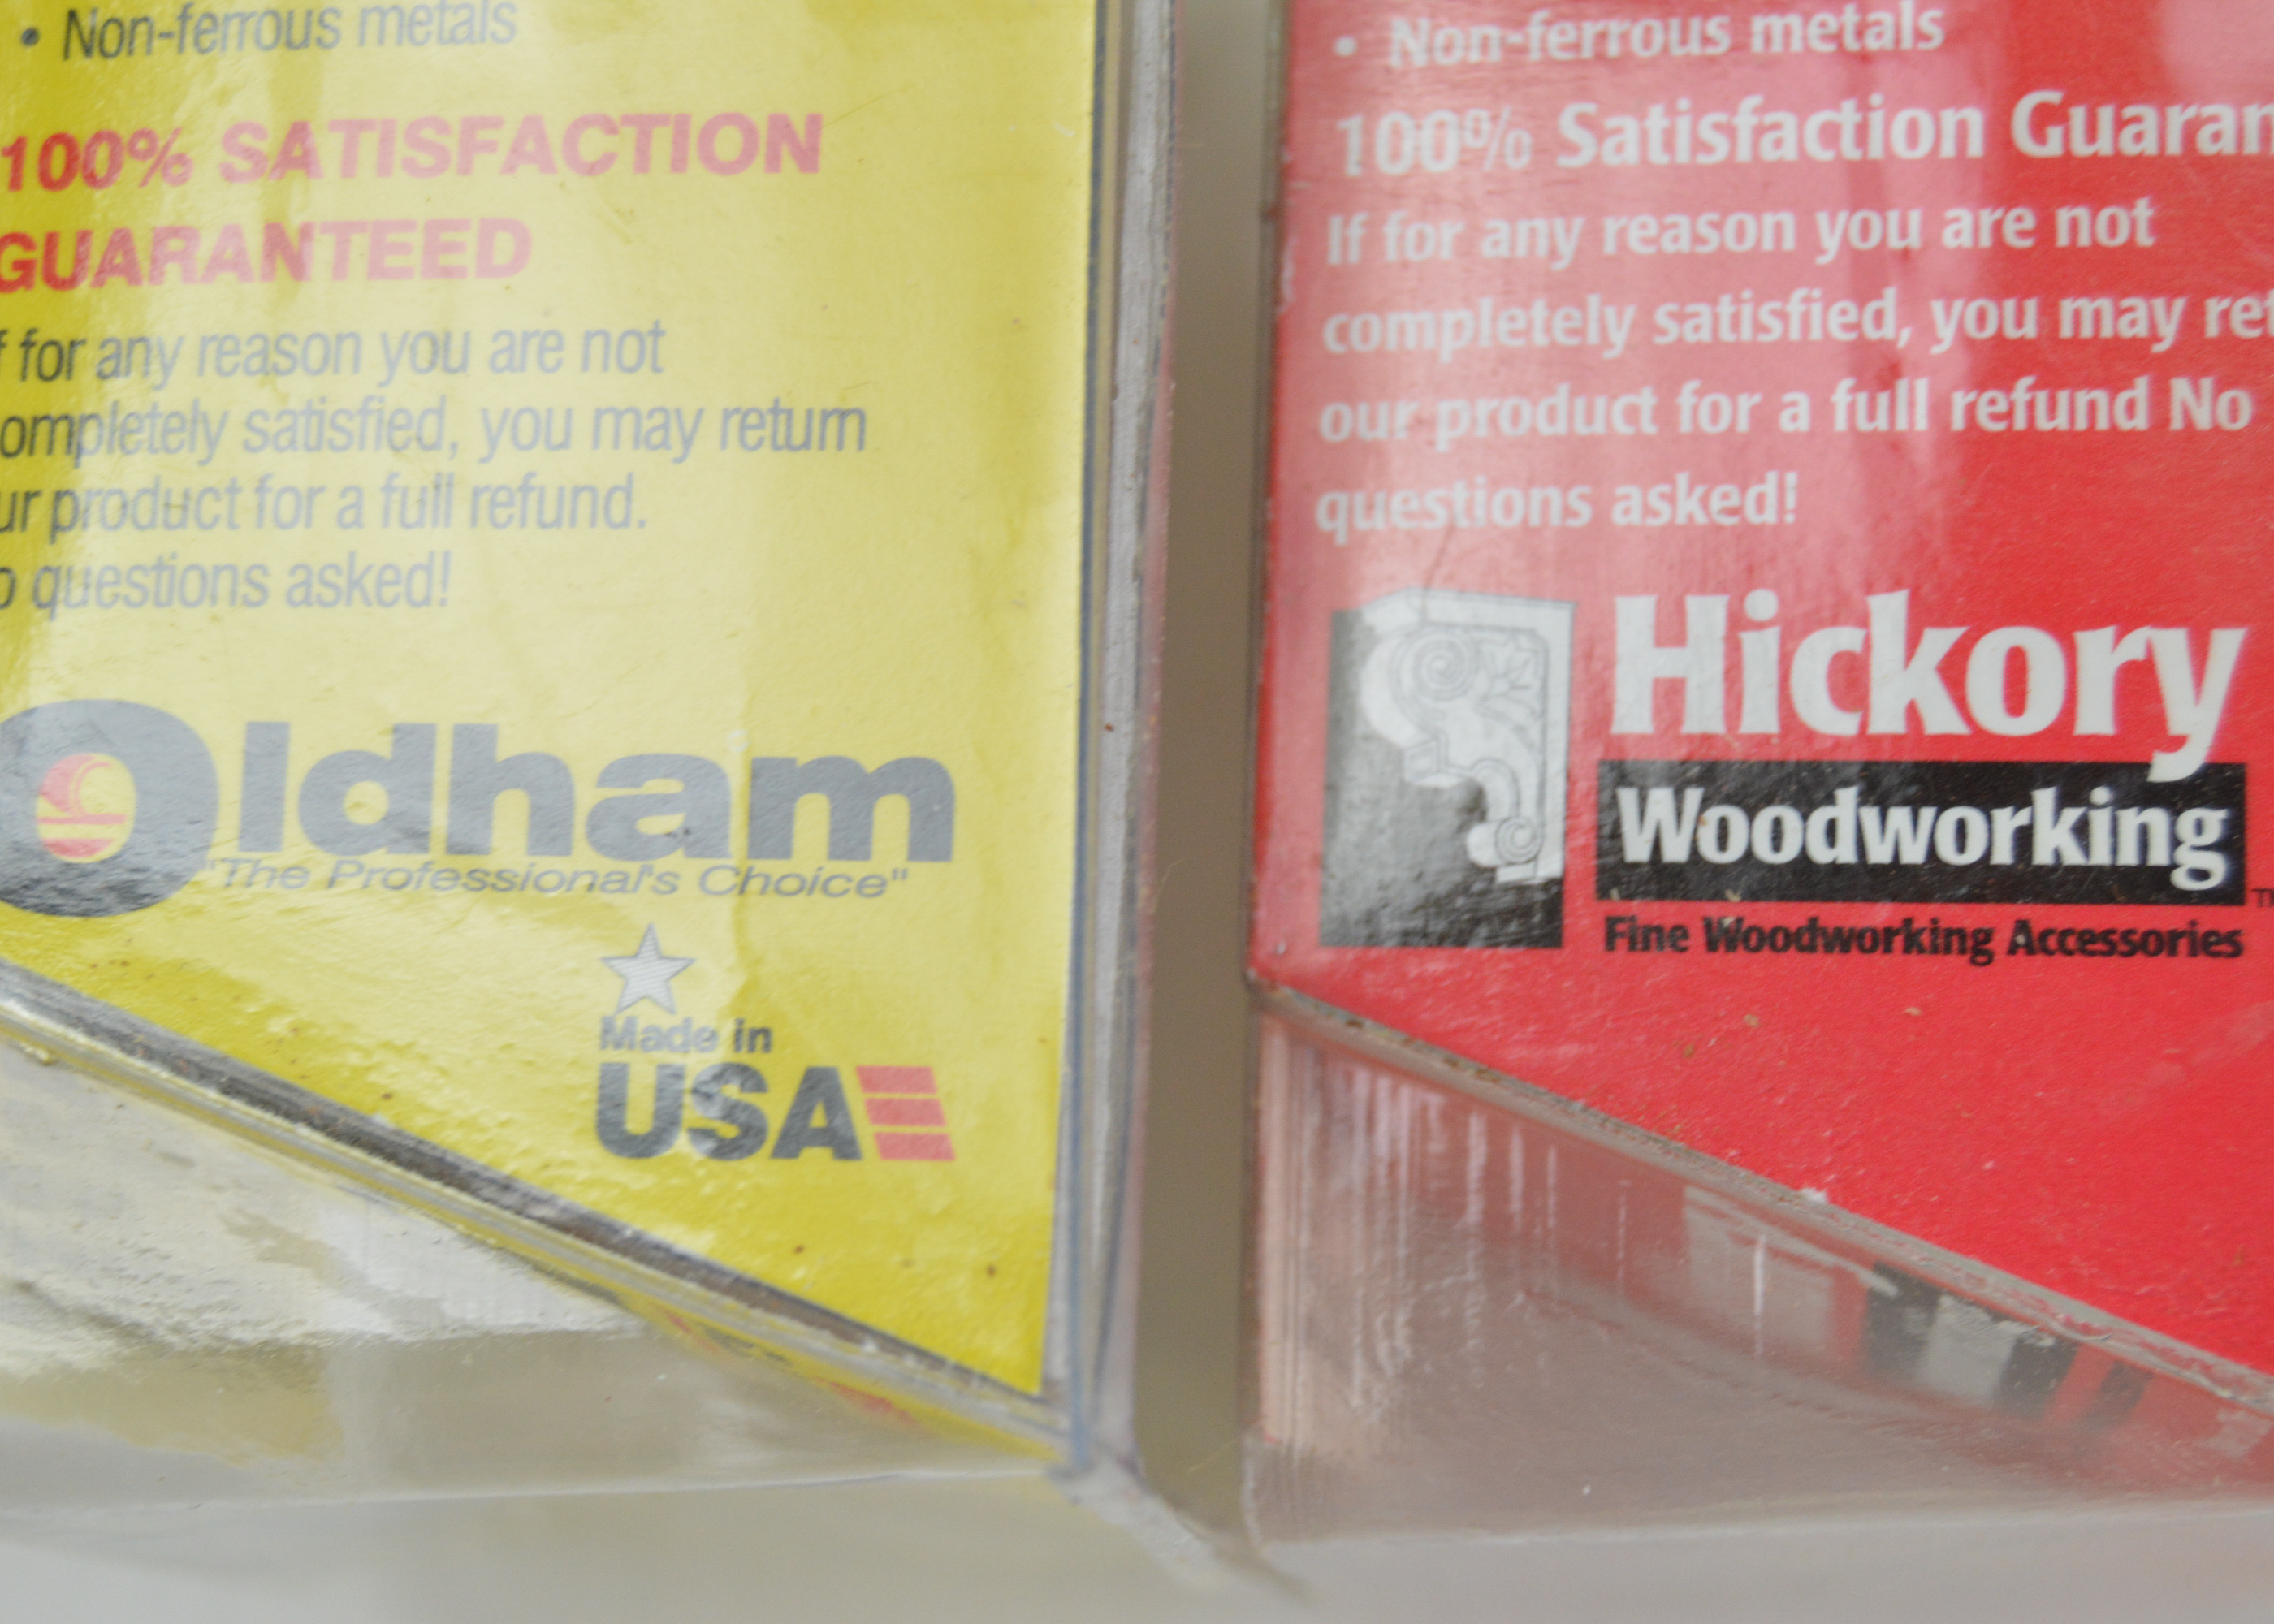 • Non-ferrous metals
100% SATISFACTION
GUARANTEED
f for any reason you are not
ompletely satisfied, you may return
ur product for a full refund.
o questions asked!
Oldham
"The Professional's Choice"
Made in
USA
• Non-ferrous metals
100% Satisfaction Guaran
If for any reason you are not
completely satisfied, you may ret
our product for a full refund No
questions asked!
Hickory
Woodworking
TM
Fine Woodworking Accessories